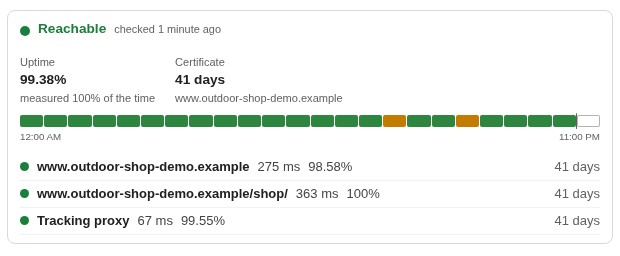 Reachable checked 1 minute ago
Uptime Certificate
99.38% 41 days
measured 100% of the time www.outdoor-shop-demo.example
12:00 AM 11:00 PM
www.outdoor-shop-demo.example 275 ms 98.58% 41 days
www.outdoor-shop-demo.example/shop/ 363 ms 100% 41 days
Tracking proxy 67 ms 99.55% 41 days